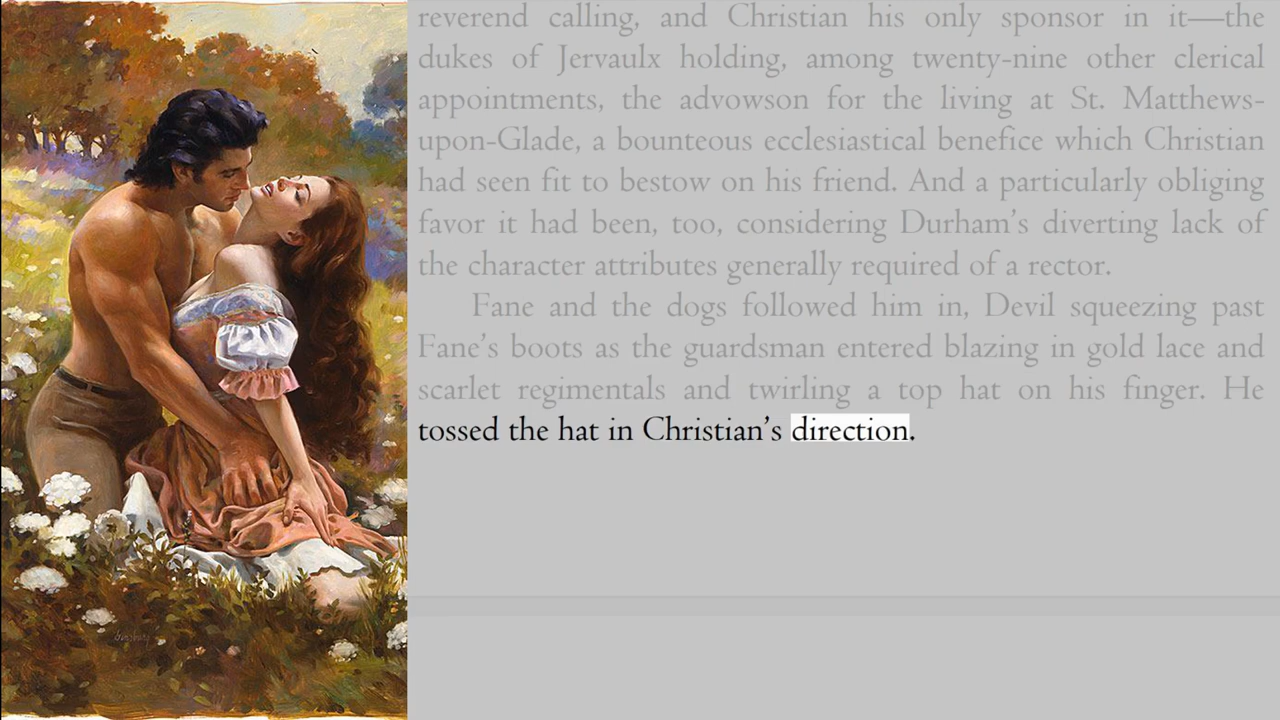 reverend calling, and Christian his only sponsor in it—the
dukes of Jervaulx holding, among twenty-nine other clerical
appointments, the advowson for the living at St. Matthews-
upon-Glade, a bounteous ecclesiastical benefice which Christian
had seen fit to bestow on his friend. And a particularly obliging
favor it had been, too, considering Durham’s diverting lack of
the character attributes generally required of a rector.
Fane and the dogs followed him in, Devil squeezing past
Fane’s boots as the guardsman entered blazing in gold lace and
scarlet regimentals and twirling a top hat on his finger. He
tossed the hat in Christian’s direction.